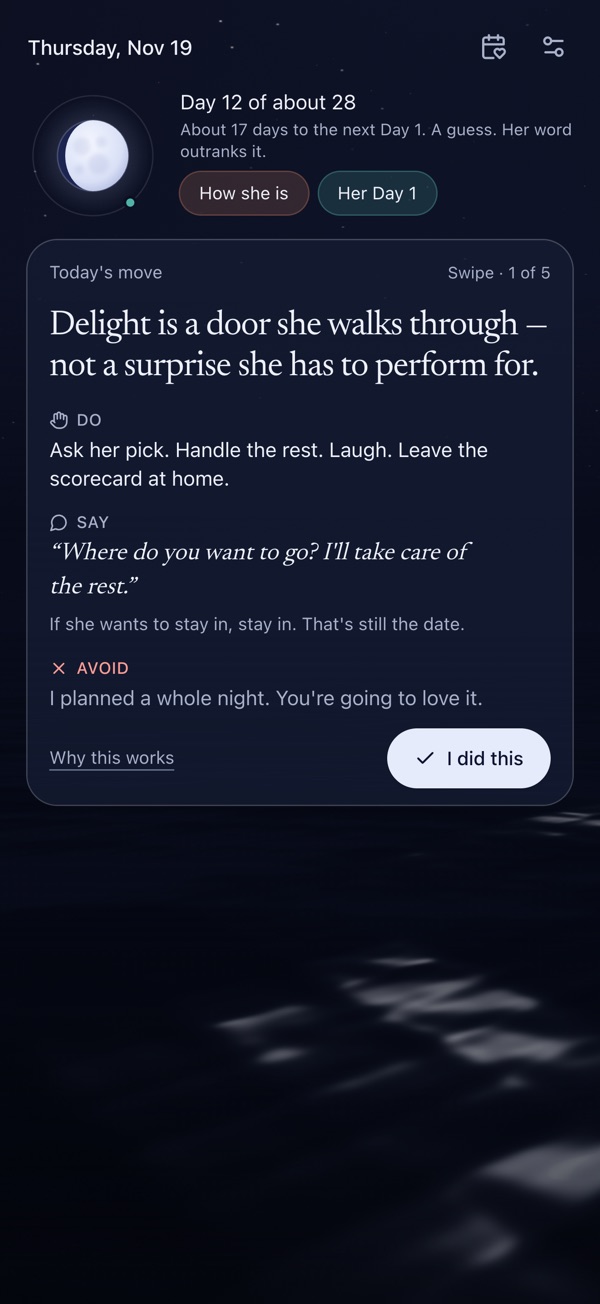 Thursday, Nov 19
Day 12 of about 28
About 17 days to the next Day 1. A guess. Her word
outranks it.
How she is
Her Day 1
Today's move
Swipe · 1 of 5
Delight is a door she walks through —
not a surprise she has to perform for.
DO
Ask her pick. Handle the rest. Laugh. Leave the
scorecard at home.
SAY
“Where do you want to go? I'll take care of
the rest.”
If she wants to stay in, stay in. That's still the date.
AVOID
I planned a whole night. You're going to love it.
Why this works
I did this